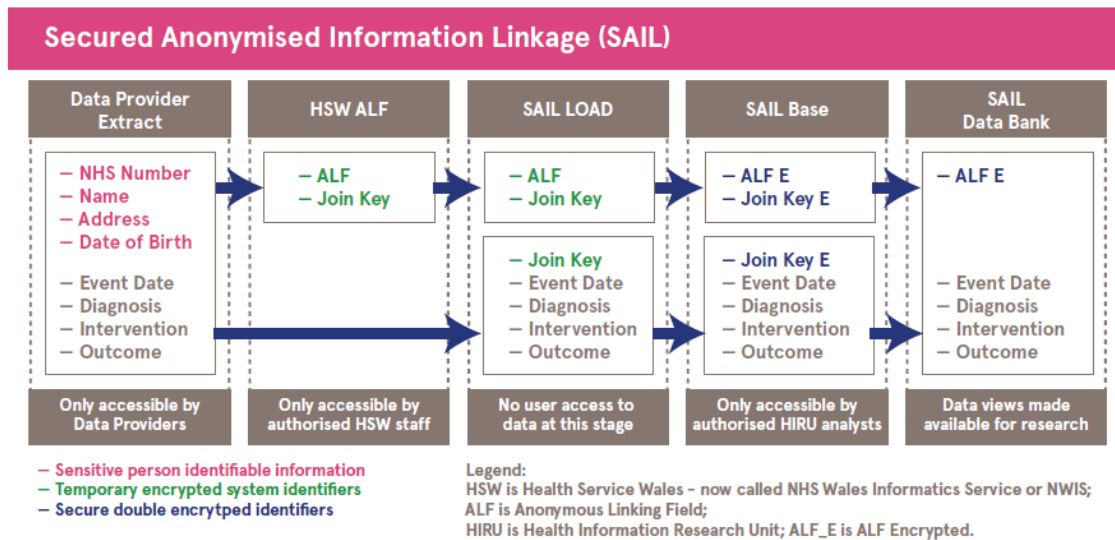 Secured Anonymised Information Linkage (SAIL)
Data Provider
Extract
— NHS Number
— Name
— Address
— Date of Birth
— Event Date
— Diagnosis
— Intervention
— Outcome
Only accessible by
Data Providers
HSW ALF
— ALF
— Join Key
Only accessible by
authorised HSW staff
SAIL LOAD
— ALF
— Join Key
— Join Key
— Event Date
— Diagnosis
— Intervention
— Outcome
No user access to
data at this stage
SAIL Base
— ALF E
— Join Key E
— Join Key E
— Event Date
— Diagnosis
— Intervention
— Outcome
Only accessible by
authorised HIRU analysts
SAIL
Data Bank
— ALF E
— Event Date
— Diagnosis
— Intervention
— Outcome
Data views made
available for research
— Sensitive person identifiable information
— Temporary encrypted system identifiers
— Secure double encrytped identifiers
Legend:
HSW is Health Service Wales - now called NHS Wales Informatics Service or NWIS;
ALF is Anonymous Linking Field;
HIRU is Health Information Research Unit; ALF_E is ALF Encrypted.